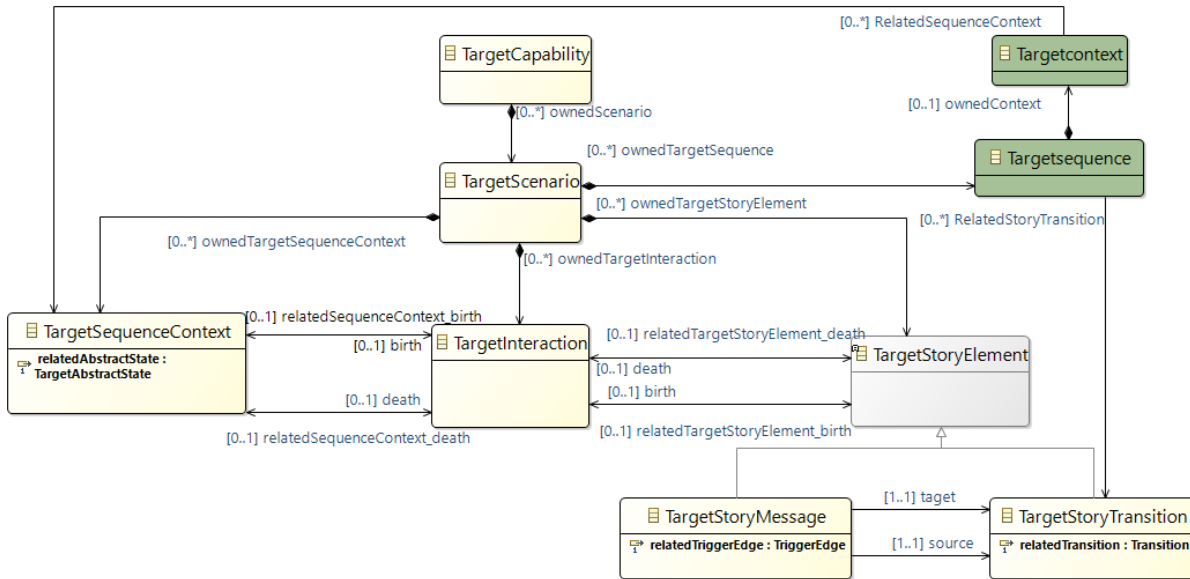 [0..*] RelatedSequenceContext
TargetCapability
Targetcontext
[0..*] ownedScenario
[0..1] ownedContext
[0..*] ownedTargetSequence
Targetsequence
TargetScenario
[0..*] ownedTargetStoryElement
[0..*] RelatedStoryTransition
[0..*] ownedTargetSequenceContext
[0..*] ownedTargetInteraction
[0..1] relatedSequenceContext_birth
TargetSequenceContext
relatedAbstractState :
TargetAbstractState
[0..1] birth
TargetInteraction
[0..1] relatedTargetStoryElement_death
TargetStoryElement
[0..1] death
[0..1] birth
[0..1] death
[0..1] relatedSequenceContext_death
[0..1] relatedTargetStoryElement_birth
TargetStoryMessage
relatedTriggerEdge : TriggerEdge
[1..1] taget
[1..1] source
TargetStoryTransition
relatedTransition : Transition